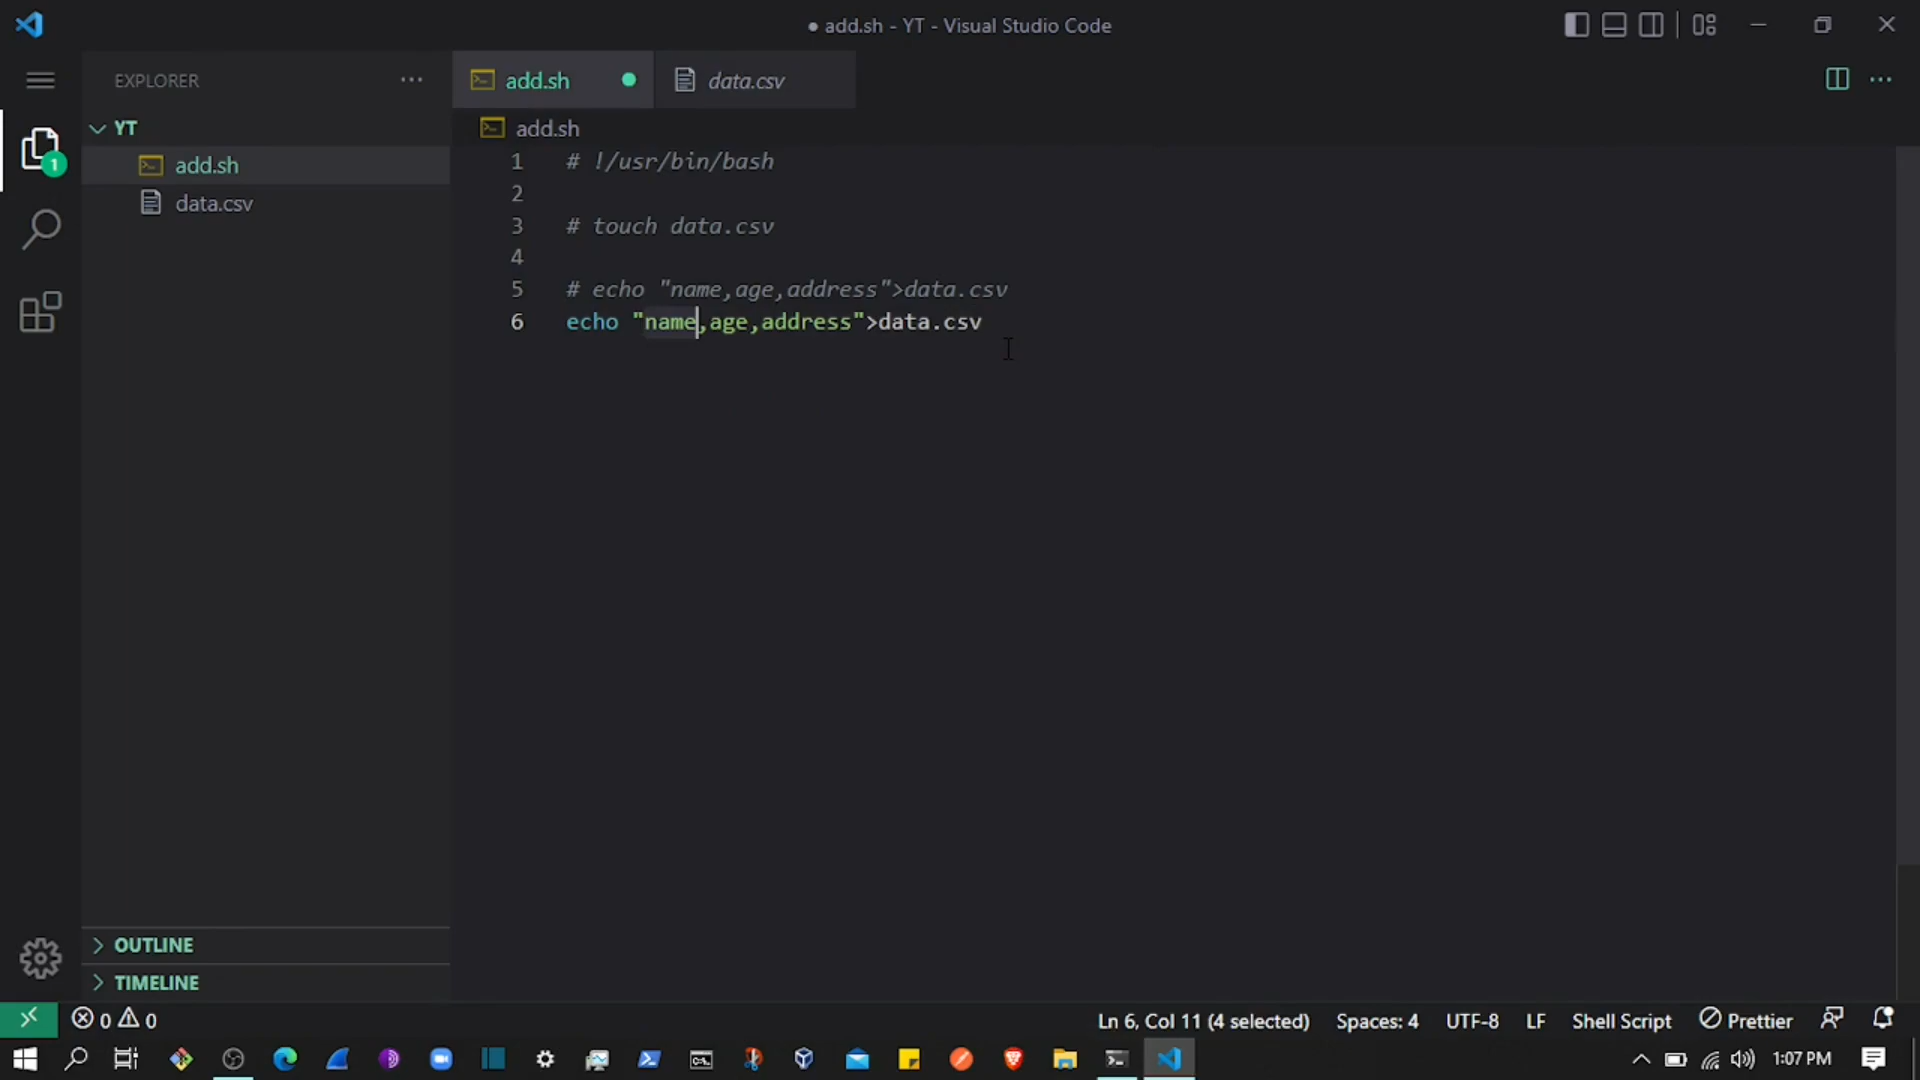 ● add.sh - YT - Visual Studio Code
EXPLORER
add.sh
data.csv
YT
add.sh
1
add.sh
data.csv
1 # !/usr/bin/bash
2
3 # touch data.csv
4
5 # echo "name,age,address">data.csv
6 echo "name,age,address">data.csv
OUTLINE
TIMELINE
0 0 Ln 6, Col 11 (4 selected) Spaces: 4 UTF-8 LF Shell Script Prettier
1:07 PM